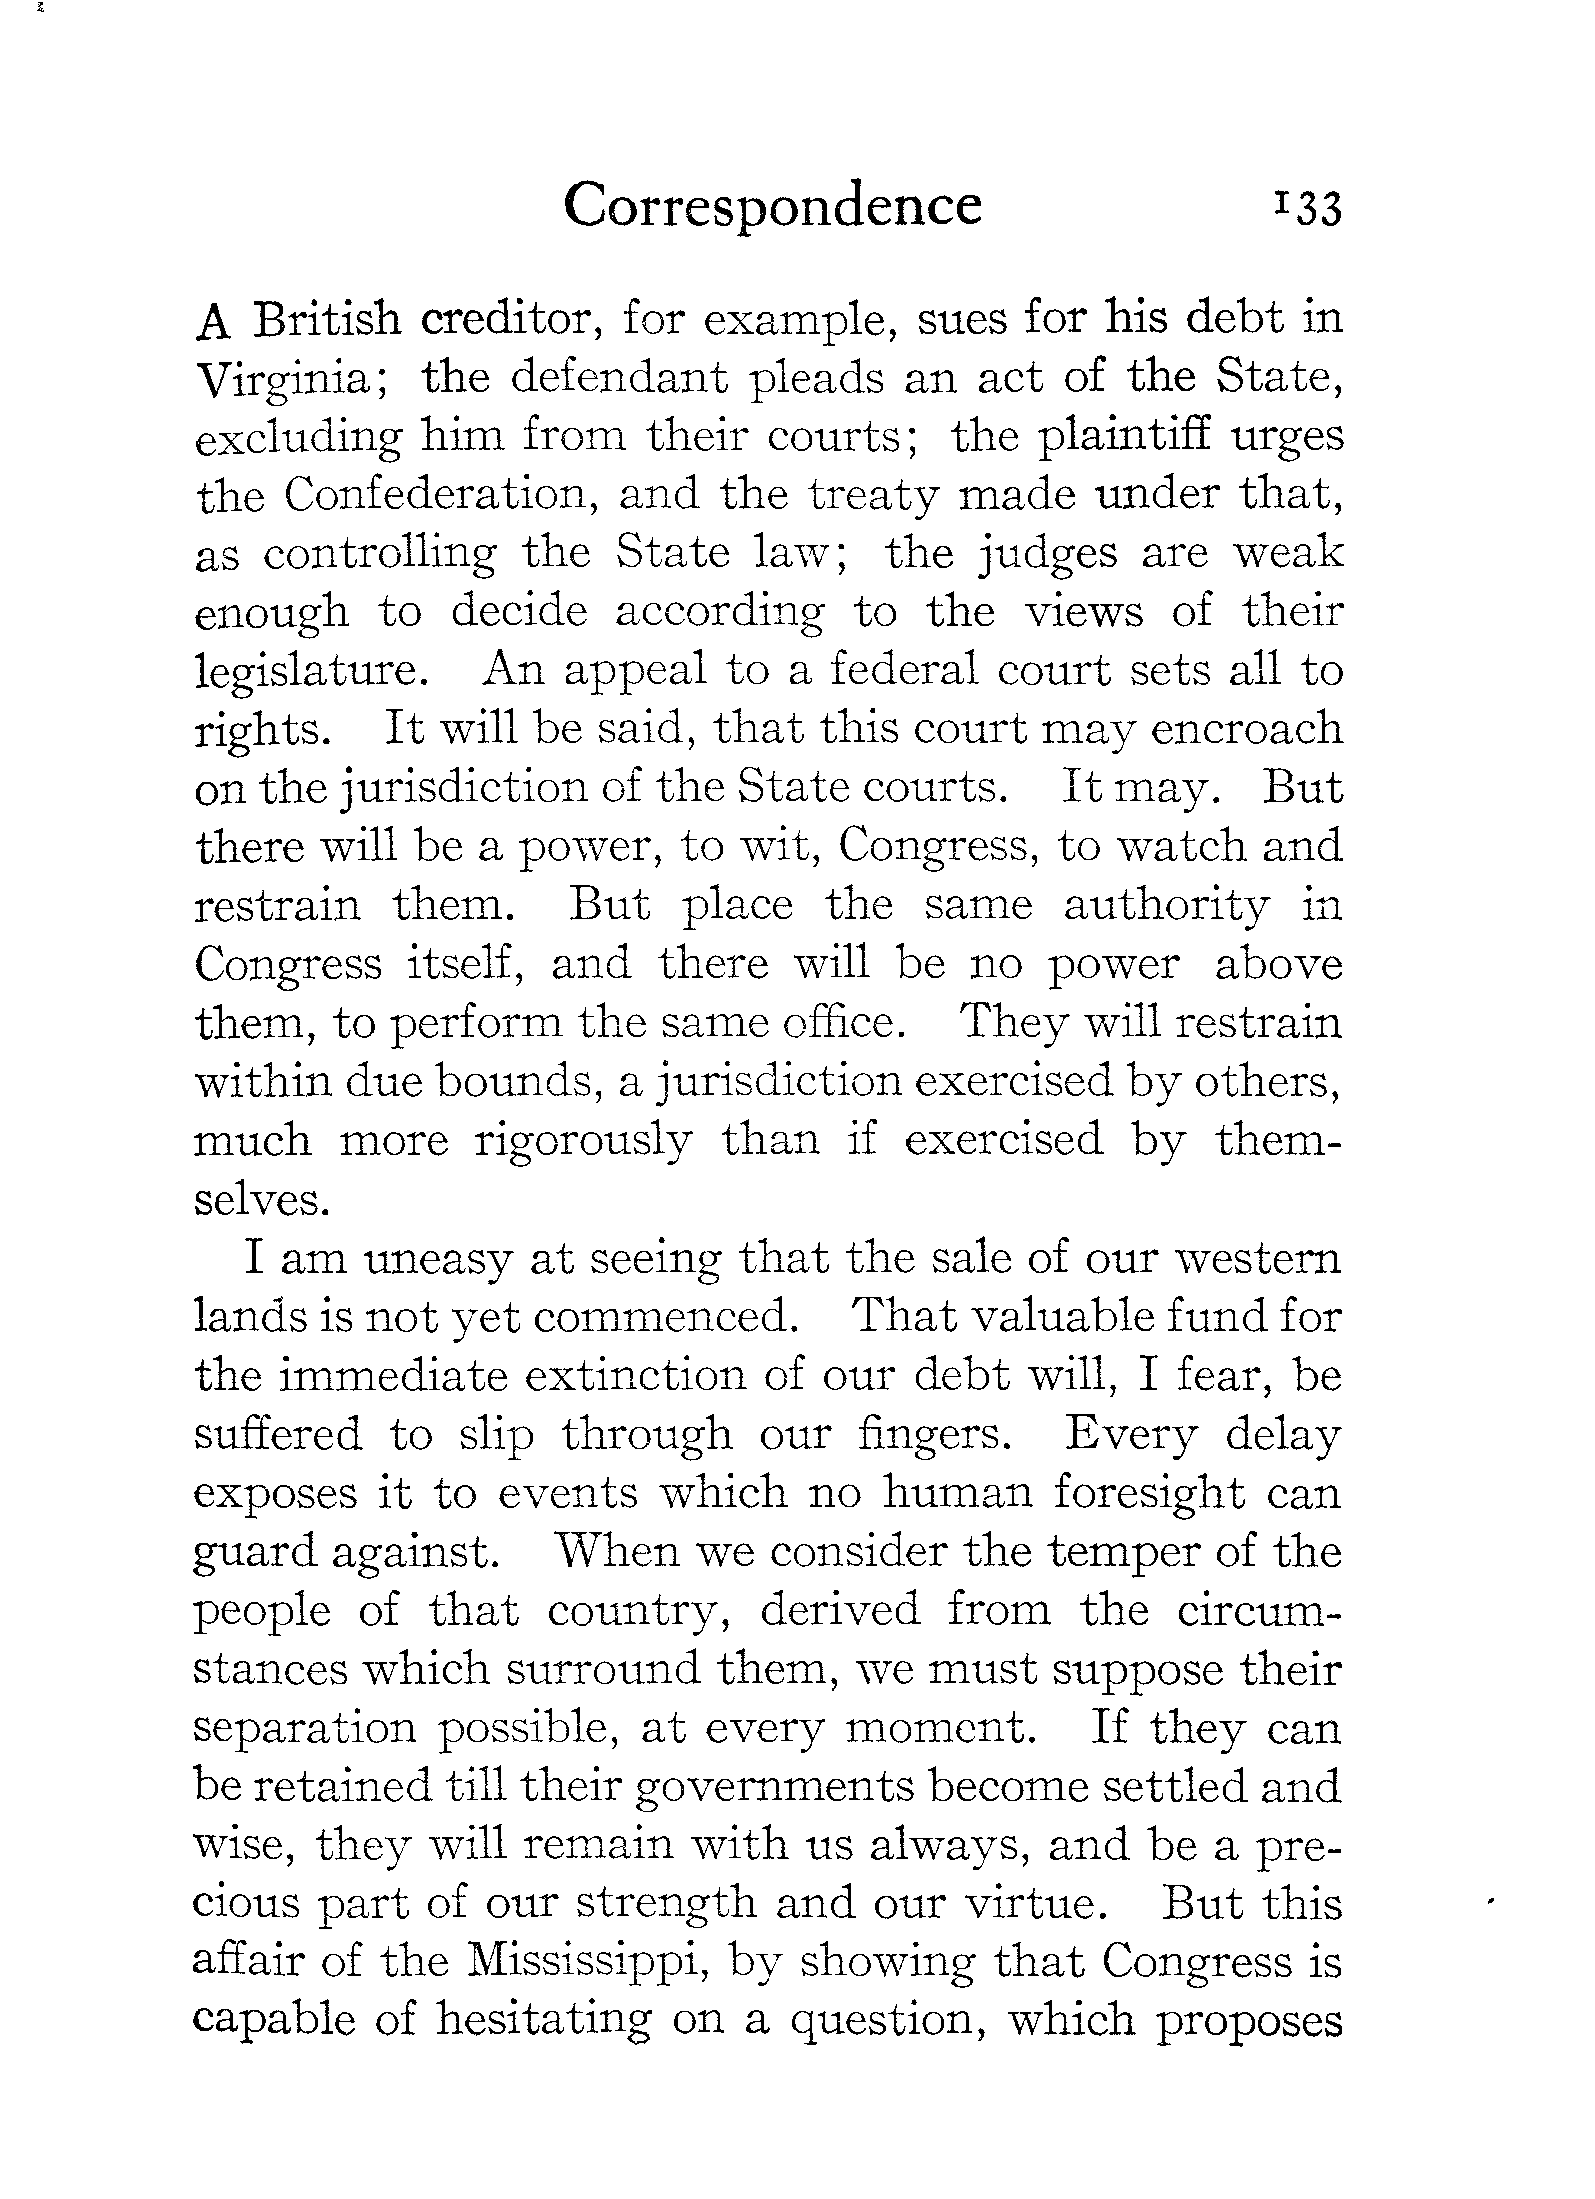 Correspondence 133
A British creditor, for example, sues for his debt in
Virginia; the defendant pleads an act of the State,
excluding him from their courts; the plaintiff urges
the Confederation, and the treaty made under that,
as controlling the State law; the judges are weak
enough to decide according to the views of their
legislature. An appeal to a federal court sets all to
rights. It will be said, that this court may encroach
on the jurisdiction of the State courts. It may. But
there will be a power, to wit, Congress, to watch and
restrain them. But place the same authority in
Congress itself, and there will be no power above
them, to perform the same office. They will restrain
within due bounds, a jurisdiction exercised by others,
much more rigorously than if exercised by them-
selves.
I am uneasy at seeing that the sale of our western
lands is not yet commenced. That valuable fund for
the immediate extinction of our debt will, I fear, be
suffered to slip through our fingers. Every delay
exposes it to events which no human foresight can
guard against. When we consider the temper of the
people of that country, derived from the circum-
stances which surround them, we must suppose their
separation possible, at every moment. If they can
be retained till their governments become settled and
wise, they will remain with us always, and be a pre-
cious part of our strength and our virtue. But this
affair of the Mississippi, by showing that Congress is
capable of hesitating on a question, which proposes